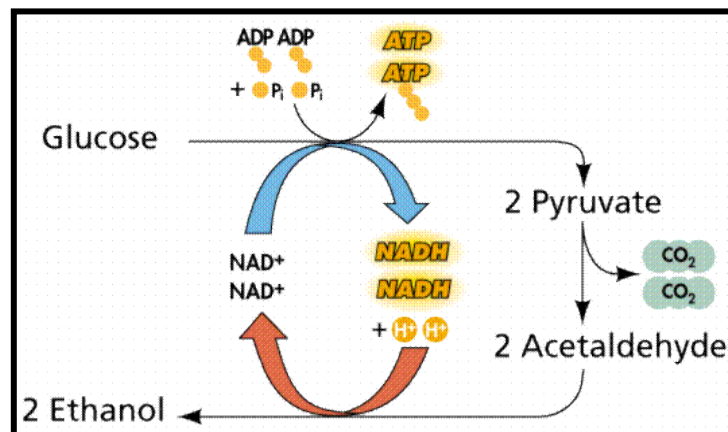 ADP ADP
+ Pi Pi
ATP
ATP
Glucose
2 Pyruvate
NAD+
NAD+
NADH
NADH
+ H+ H+
CO2
CO2
2 Acetaldehyde
2 Ethanol